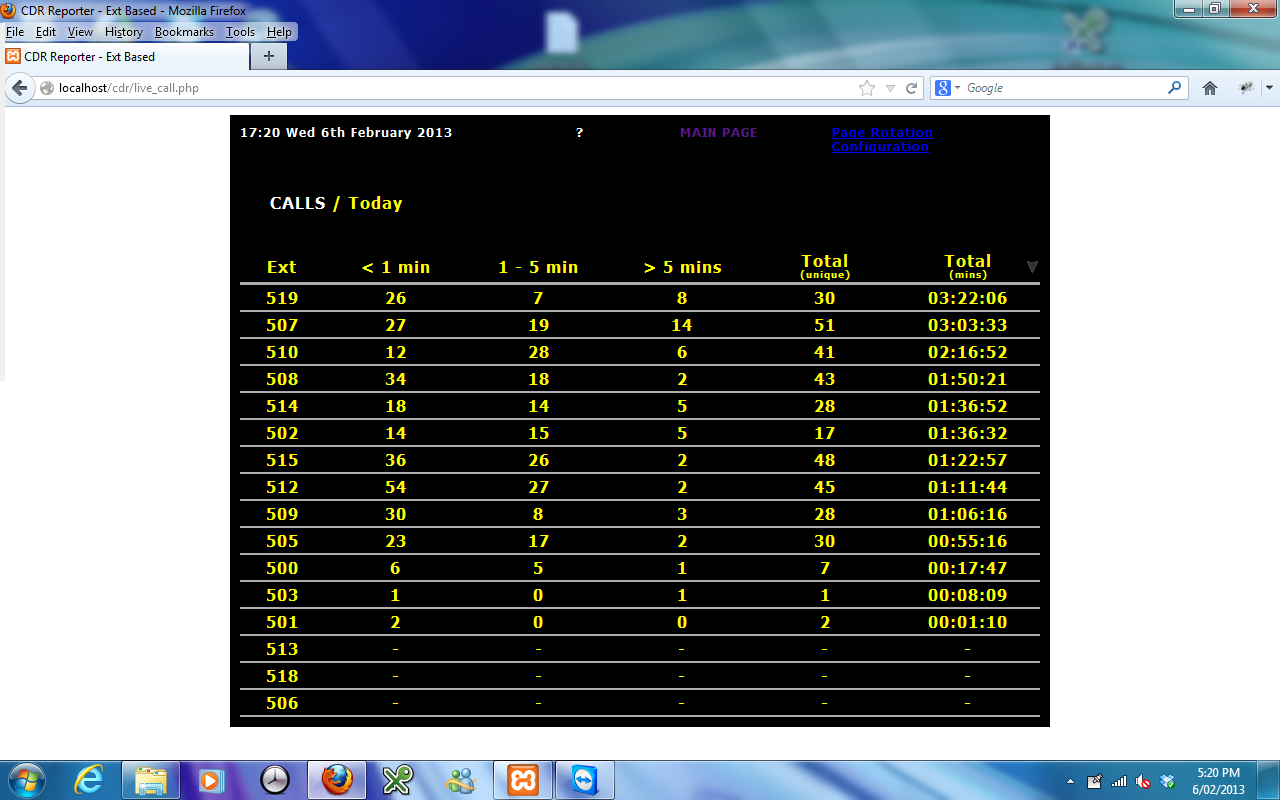 CDR Reporter - Ext Based - Mozilla Firefox
File Edit View History Bookmarks Tools Help
CDR Reporter - Ext Based
localhost/cdr/live_call.php
Google
17:20 Wed 6th February 2013 ? MAIN PAGE Page Rotation
Configuration
CALLS / Today
Ext < 1 min 1 - 5 min > 5 mins Total (unique) Total (mins)
519 26 7 8 30 03:22:06
507 27 19 14 51 03:03:33
510 12 28 6 41 02:16:52
508 34 18 2 43 01:50:21
514 18 14 5 28 01:36:52
502 14 15 5 17 01:36:32
515 36 26 2 48 01:22:57
512 54 27 2 45 01:11:44
509 30 8 3 28 01:06:16
505 23 17 2 30 00:55:16
500 6 5 1 7 00:17:47
503 1 0 1 1 00:08:09
501 2 0 0 2 00:01:10
513 - - - - -
518 - - - - -
506 - - - - -
5:20 PM
6/02/2013